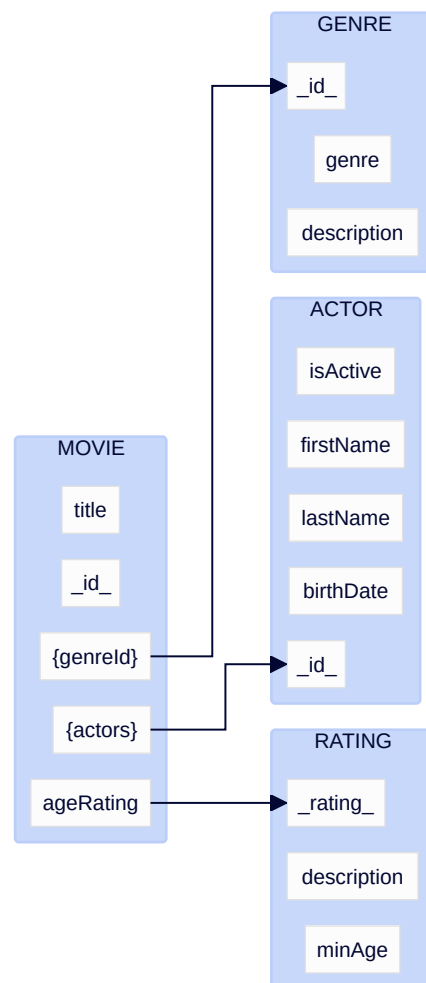 GENRE
_id_
genre
description
ACTOR
isActive
firstName
lastName
birthDate
_id_
MOVIE
title
_id_
{genreId}
{actors}
ageRating
RATING
_rating_
description
minAge